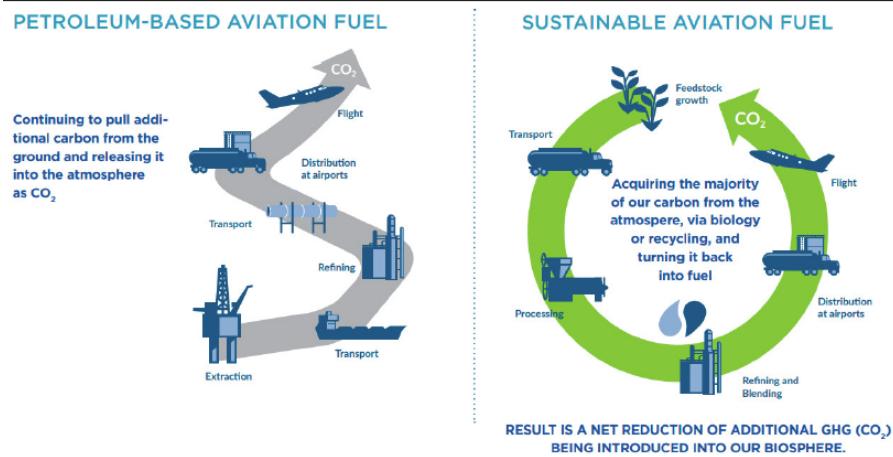 PETROLEUM-BASED AVIATION FUEL
CO₂
Continuing to pull addi-
tional carbon from the
ground and releasing it
into the atmosphere
as CO₂
Flight
Distribution
at airports
Transport
Refining
Transport
Extraction
SUSTAINABLE AVIATION FUEL
Feedstock
growth
CO₂
Transport
Flight
Acquiring the majority
of our carbon from the
atmospere, via biology
or recycling, and
turning it back
into fuel
Processing
Distribution
at airports
Refining and
Blending
RESULT IS A NET REDUCTION OF ADDITIONAL GHG (CO₂)
BEING INTRODUCED INTO OUR BIOSPHERE.